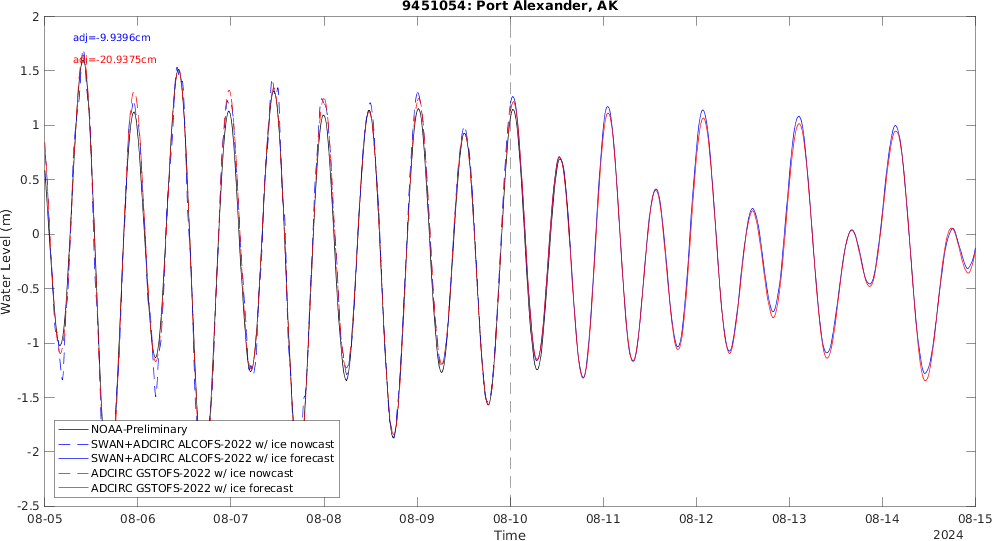 9451054: Port Alexander, AK
adj=-9.9396cm
adj=-20.9375cm
2
1.5
1
0.5
0
-0.5
-1
-1.5
-2
-2.5
Water Level (m)
NOAA-Preliminary
SWAN+ADCIRC ALCOFS-2022 w/ ice nowcast
SWAN+ADCIRC ALCOFS-2022 w/ ice forecast
ADCIRC GSTOFS-2022 w/ ice nowcast
ADCIRC GSTOFS-2022 w/ ice forecast
08-05 08-06 08-07 08-08 08-09 08-10 08-11 08-12 08-13 08-14 08-15
Time
2024